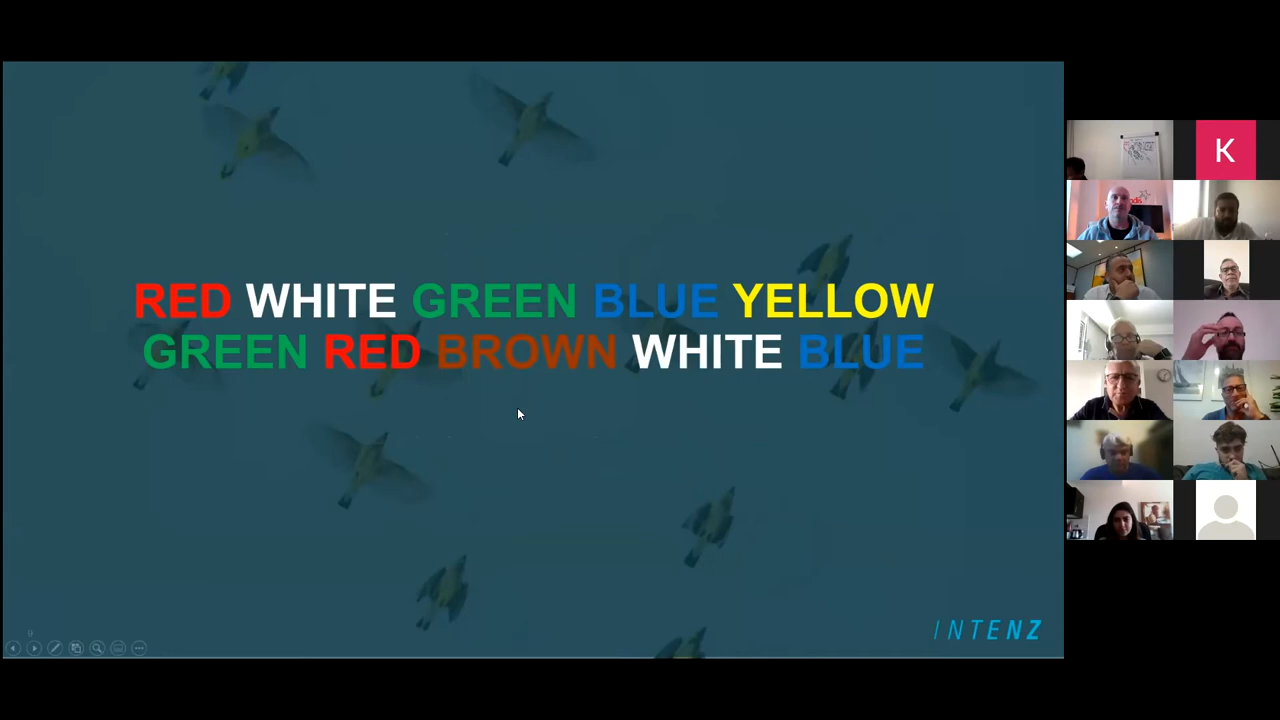 RED WHITE GREEN BLUE YELLOW
GREEN RED BROWN WHITE BLUE
INTENZ
K